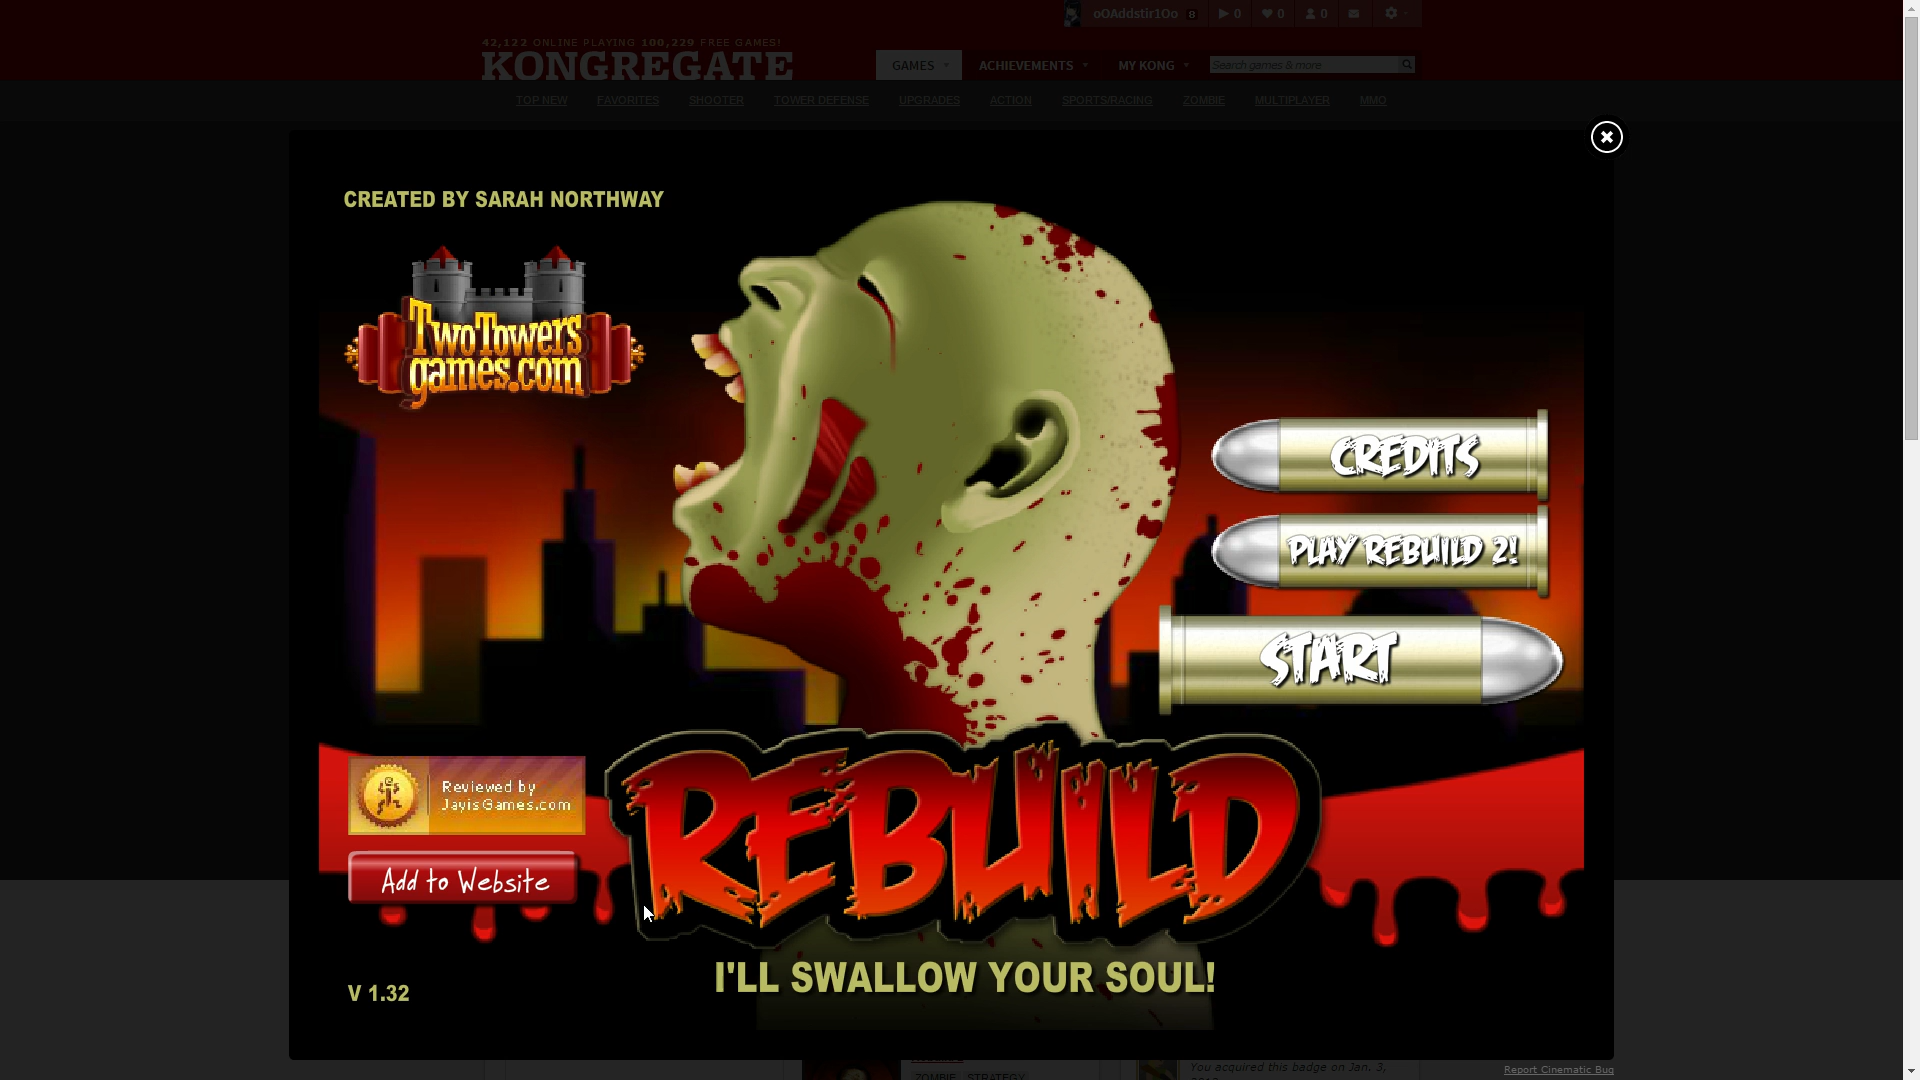 oOAddstir1Oo 8 0 0 0
42,122 ONLINE PLAYING 100,229 FREE GAMES!
KONGREGATE
GAMES ACHIEVEMENTS MY KONG Search games & more
TOP NEW FAVORITES SHOOTER TOWER DEFENSE UPGRADES ACTION SPORTS/RACING ZOMBIE MULTIPLAYER MMO
CREATED BY SARAH NORTHWAY
TwoTowers
games.com
CREDITS
PLAY REBUILD 2!
START
Reviewed by
JayisGames.com
REBUILD
Add to Website
I'LL SWALLOW YOUR SOUL!
V 1.32
You acquired this badge on Jan. 3,
Report Cinematic Bug
ZOMBIE STRATEGY